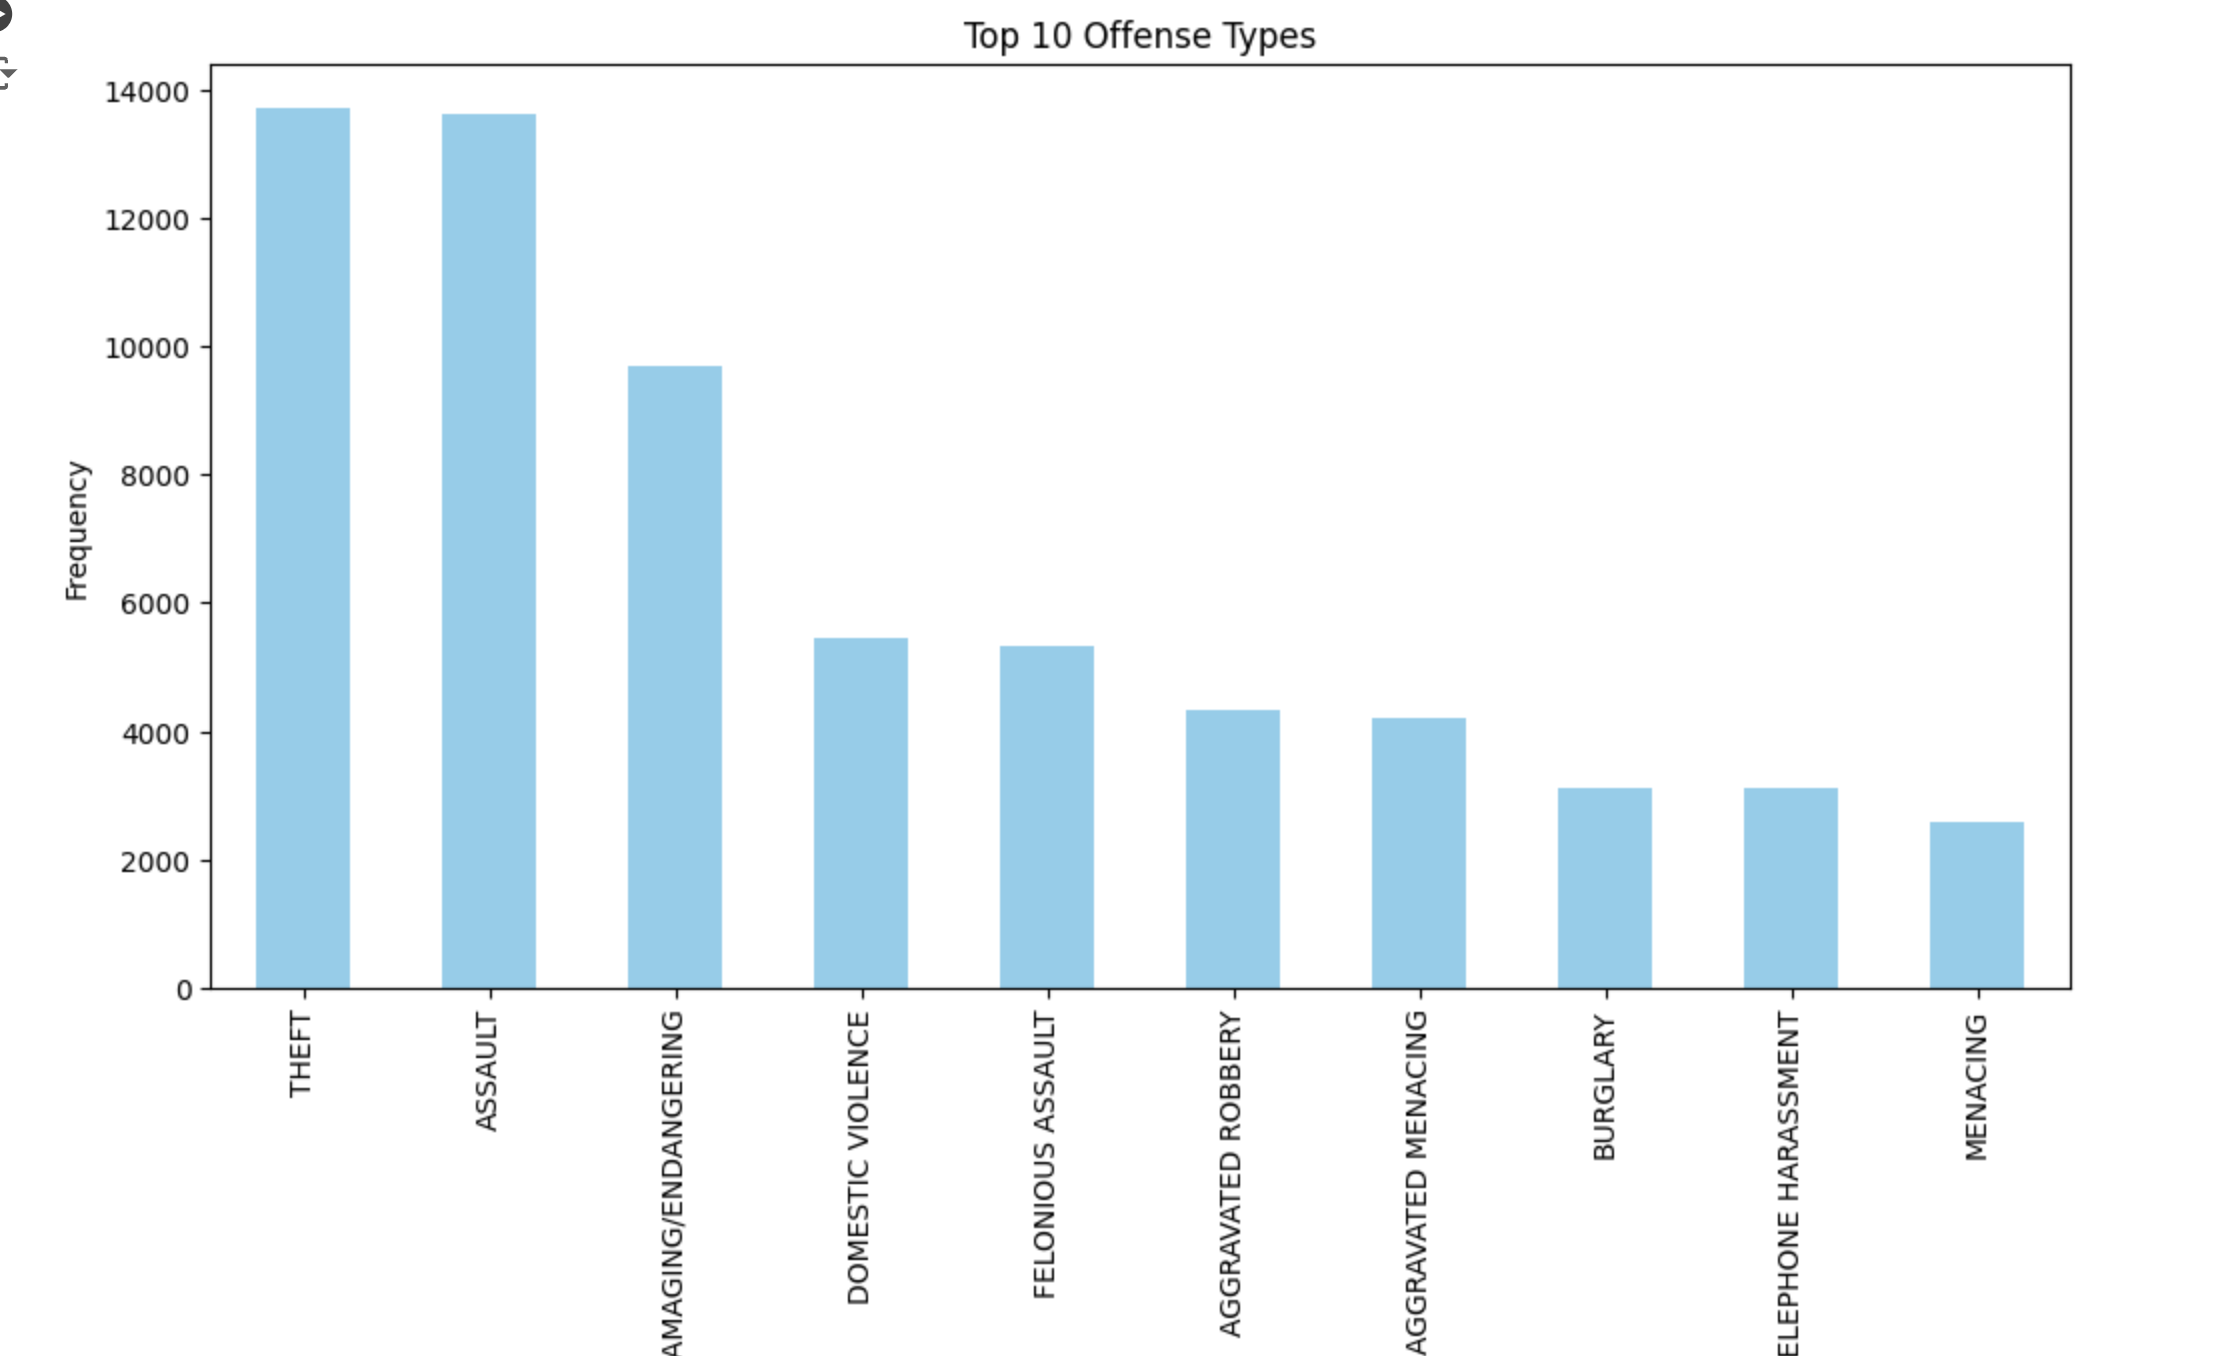 Top 10 Offense Types
14000
12000
10000
8000
6000
4000
2000
0
Frequency
THEFT
ASSAULT
AMAGING/ENDANGERING
DOMESTIC VIOLENCE
FELONIOUS ASSAULT
AGGRAVATED ROBBERY
AGGRAVATED MENACING
BURGLARY
ELEPHONE HARASSMENT
MENACING